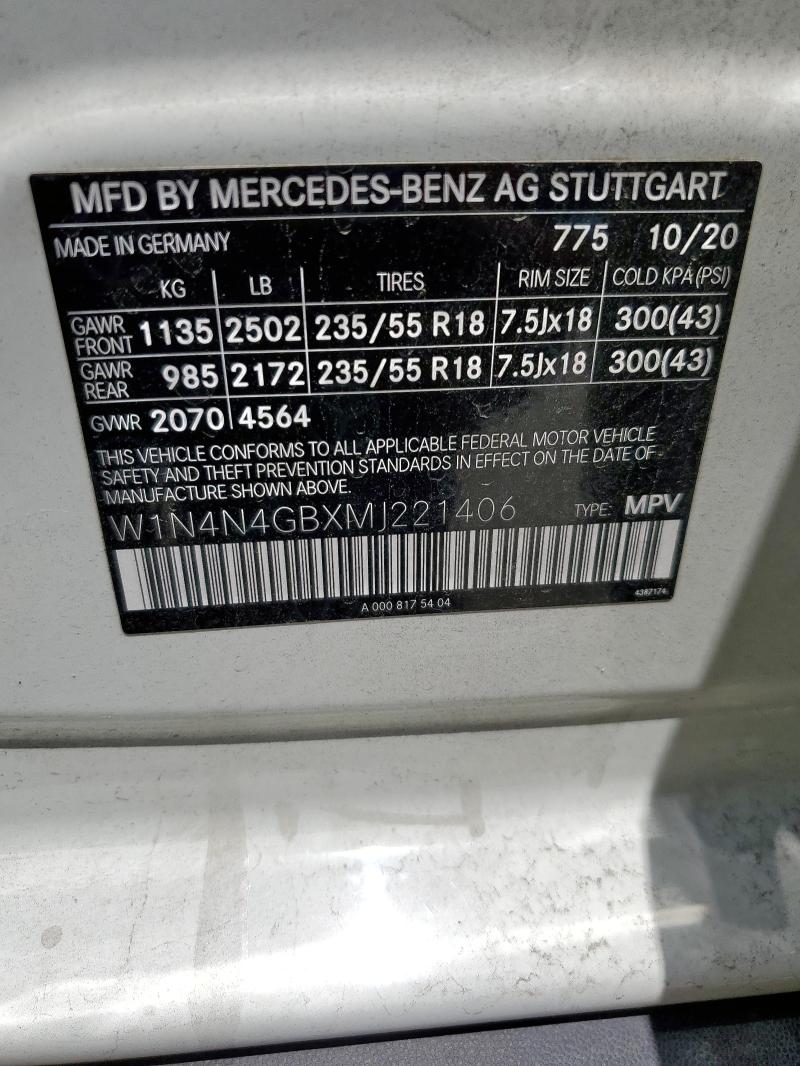 MFD BY MERCEDES-BENZ AG STUTTGART
MADE IN GERMANY 775 10/20
KG LB TIRES RIM SIZE COLD KPA (PSI)
GAWR FRONT 1135 2502 235/55 R18 7.5Jx18 300(43)
GAWR REAR 985 2172 235/55 R18 7.5Jx18 300(43)
GVWR 2070 4564
THIS VEHICLE CONFORMS TO ALL APPLICABLE FEDERAL MOTOR VEHICLE
SAFETY AND THEFT PREVENTION STANDARDS IN EFFECT ON THE DATE OF
MANUFACTURE SHOWN ABOVE.
W1N4N4GBXMJ221406 TYPE: MPV
A 000 817 54 04 4387174